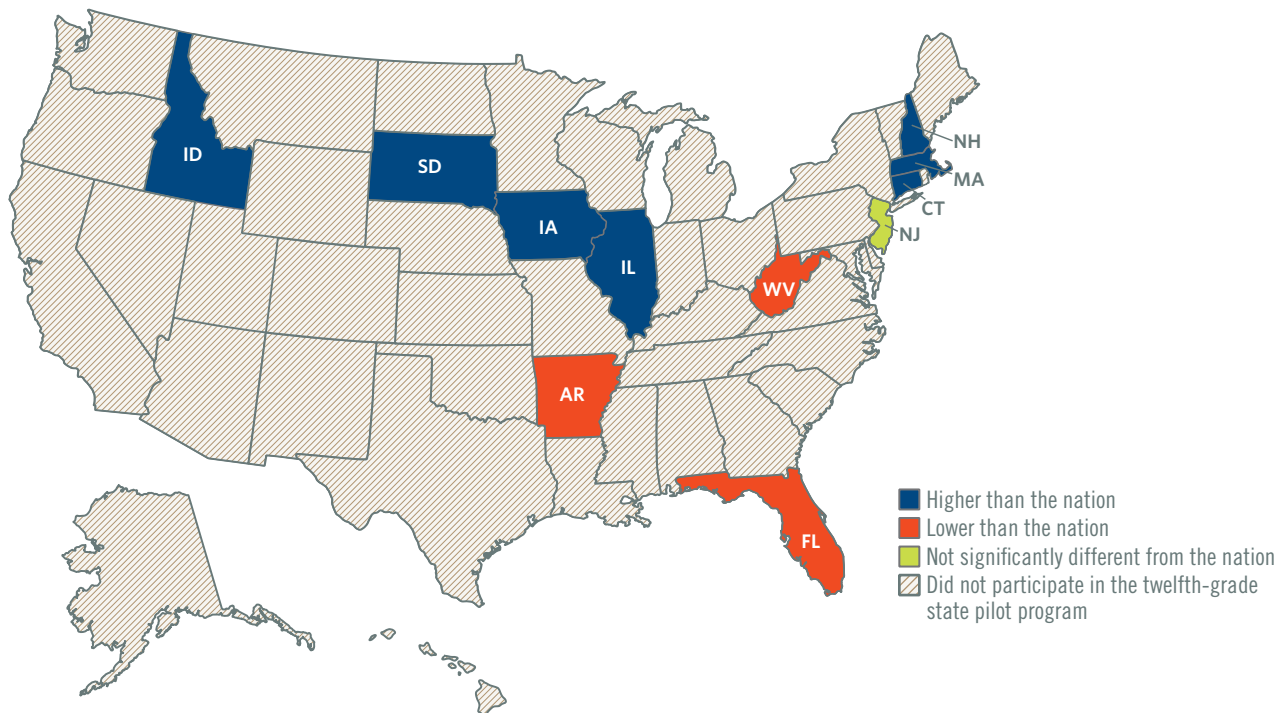 ID
SD
IA
IL
NH
MA
CT
NJ
WV
AR
FL
Higher than the nation
Lower than the nation
Not significantly different from the nation
Did not participate in the twelfth-grade
state pilot program